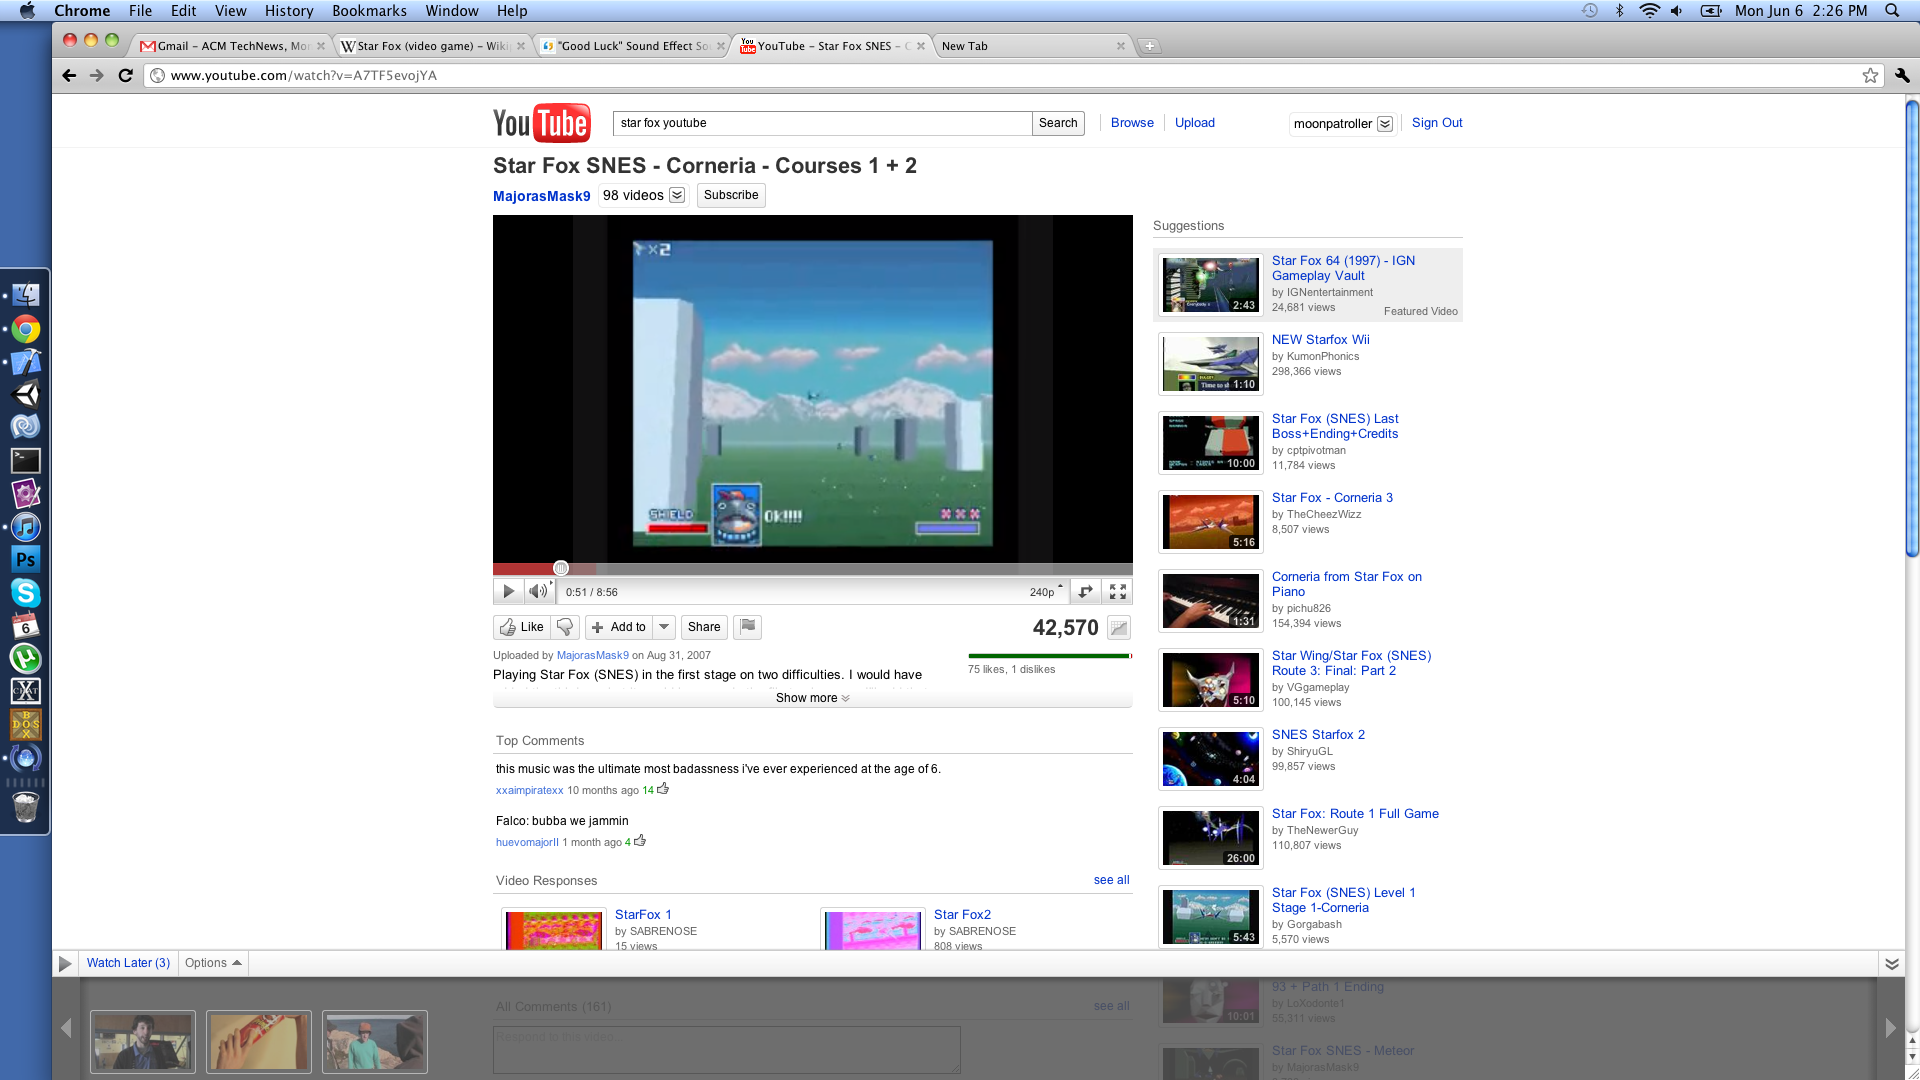 Chrome File Edit View History Bookmarks Window Help
Mon Jun 6 2:26 PM
Gmail – ACM TechNews, Mo
Star Fox (video game) – Wiki
"Good Luck" Sound Effect So
YouTube – Star Fox SNES – C
New Tab
www.youtube.com/watch?v=A7TF5evojYA
YouTube
star fox youtube
Search
Browse
Upload
moonpatroller
Sign Out
Star Fox SNES - Corneria - Courses 1 + 2
MajorasMask9 98 videos Subscribe
×2
SHIELD
Ok!!!!
0:51 / 8:56
240p
Like
Add to
Share
42,570
Uploaded by MajorasMask9 on Aug 31, 2007
75 likes, 1 dislikes
Playing Star Fox (SNES) in the first stage on two difficulties. I would have
Show more
Top Comments
this music was the ultimate most badassness i've ever experienced at the age of 6.
xxaimpiratexx 10 months ago 14
Falco: bubba we jammin
huevomajorII 1 month ago 4
Video Responses
see all
StarFox 1
by SABRENOSE
15 views
Star Fox2
by SABRENOSE
808 views
Suggestions
Star Fox 64 (1997) - IGN
Gameplay Vault
by IGNentertainment
24,681 views
Featured Video
2:43
NEW Starfox Wii
by KumonPhonics
298,366 views
1:10
Star Fox (SNES) Last
Boss+Ending+Credits
by cptpivotman
11,784 views
10:00
Star Fox - Corneria 3
by TheCheezWizz
8,507 views
5:16
Corneria from Star Fox on
Piano
by pichu826
154,394 views
1:31
Star Wing/Star Fox (SNES)
Route 3: Final: Part 2
by VGgameplay
100,145 views
5:10
SNES Starfox 2
by ShiryuGL
99,857 views
4:04
Star Fox: Route 1 Full Game
by TheNewerGuy
110,807 views
26:00
Star Fox (SNES) Level 1
Stage 1-Corneria
by Gorgabash
5,570 views
5:43
Watch Later (3)
Options
93 + Path 1 Ending
by LoXodonte1
55,311 views
10:01
All Comments (161)
see all
Respond to this video...
Star Fox SNES - Meteor
by MajorasMask9
Ps
6
X
CHAT
DOS